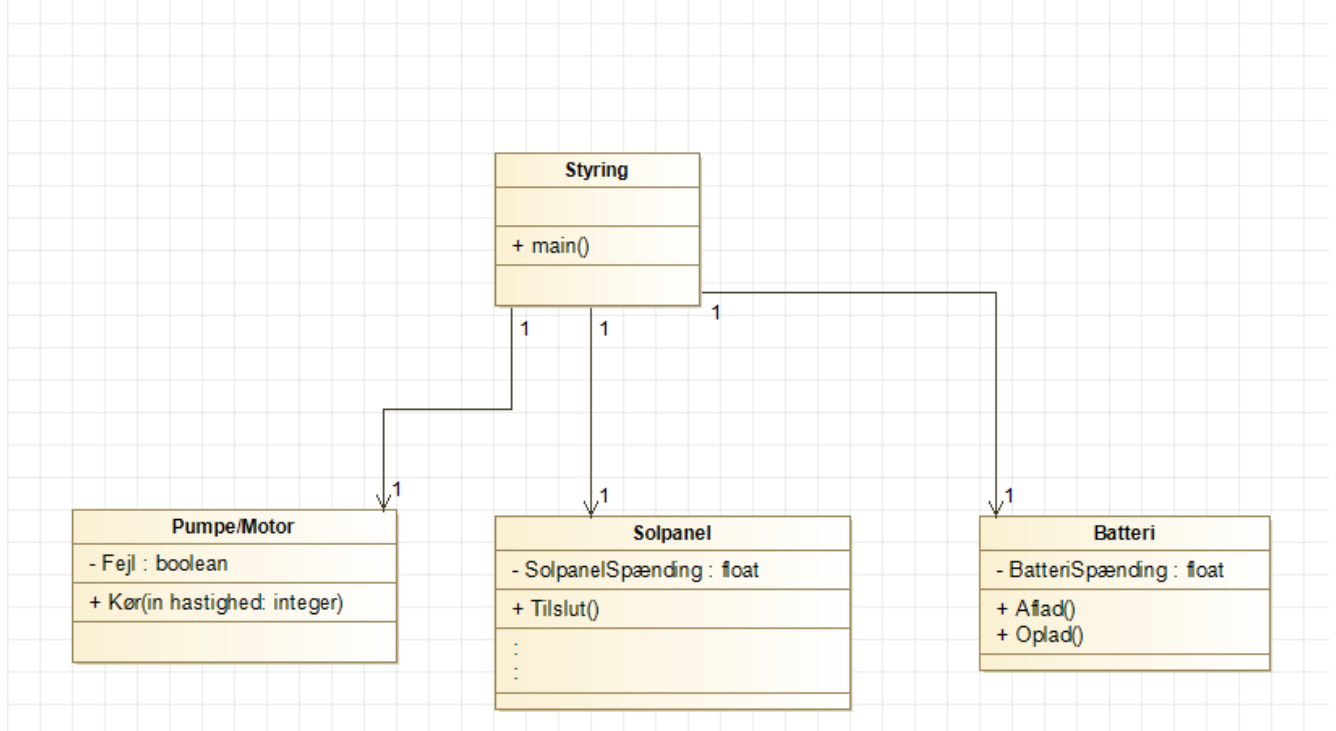 Styring
+ main()
1
1
1
1
1
1
Pumpe/Motor
- Fejl : boolean
+ Kør(in hastighed: integer)
Solpanel
- SolpanelSpænding : float
+ Tilslut()
:
:
Batteri
- BatteriSpænding : float
+ Aflad()
+ Oplad()